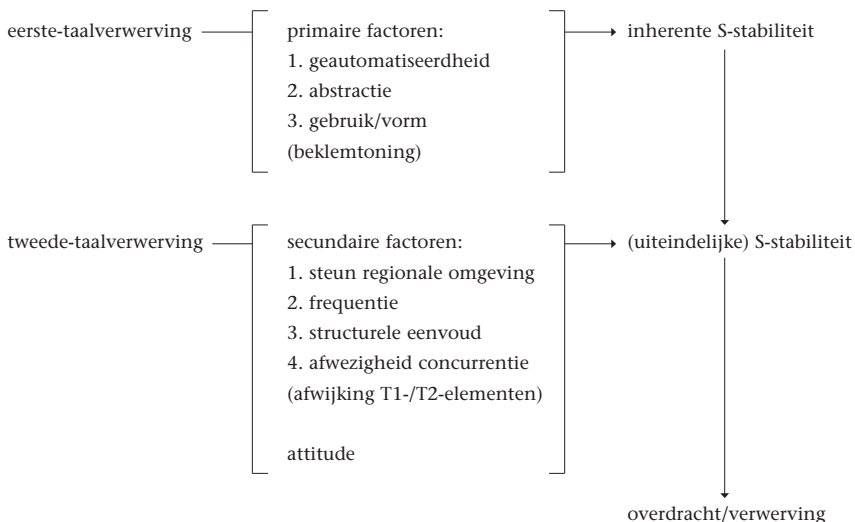 eerste-taalverwerving
primaire factoren:
1. geautomatiseerdheid
2. abstractie
3. gebruik/vorm
(beklemtoning)
inherente S-stabiliteit
tweede-taalverwerving
secundaire factoren:
1. steun regionale omgeving
2. frequentie
3. structurele eenvoud
4. afwezigheid concurrentie
(afwijking T1-/T2-elementen)
attitude
(uiteindelijke) S-stabiliteit
overdracht/verwerving